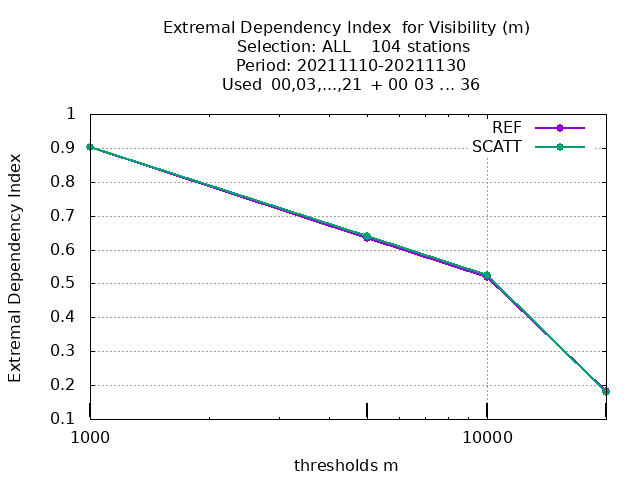 Extremal Dependency Index  for Visibility (m)
Selection: ALL    104 stations
Period: 20211110-20211130
Used  00,03,...,21  + 00 03 ... 36
REF
SCATT
1
0.9
0.8
0.7
0.6
0.5
0.4
0.3
0.2
0.1
Extremal Dependency Index
1000
10000
thresholds m